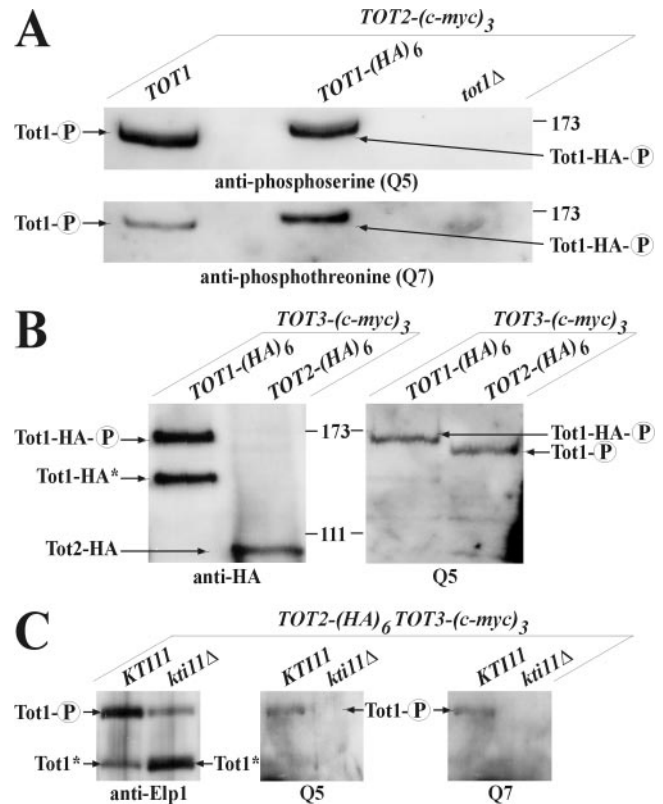 A
TOT2-(c-myc)3
TOT1 TOT1-(HA)6 tot1Δ
Tot1-Ⓟ 173
Tot1-HA-Ⓟ
anti-phosphoserine (Q5)
Tot1-Ⓟ 173
Tot1-HA-Ⓟ
anti-phosphothreonine (Q7)
B
TOT3-(c-myc)3 TOT3-(c-myc)3
TOT1-(HA)6 TOT2-(HA)6 TOT1-(HA)6 TOT2-(HA)6
Tot1-HA-Ⓟ 173 Tot1-HA-Ⓟ
Tot1-HA* Tot1-Ⓟ
Tot2-HA 111
anti-HA Q5
C
TOT2-(HA)6 TOT3-(c-myc)3
KTI11 kti11Δ KTI11 kti11Δ KTI11 kti11Δ
Tot1-Ⓟ Tot1-Ⓟ
Tot1* Tot1*
anti-Elp1 Q5 Q7